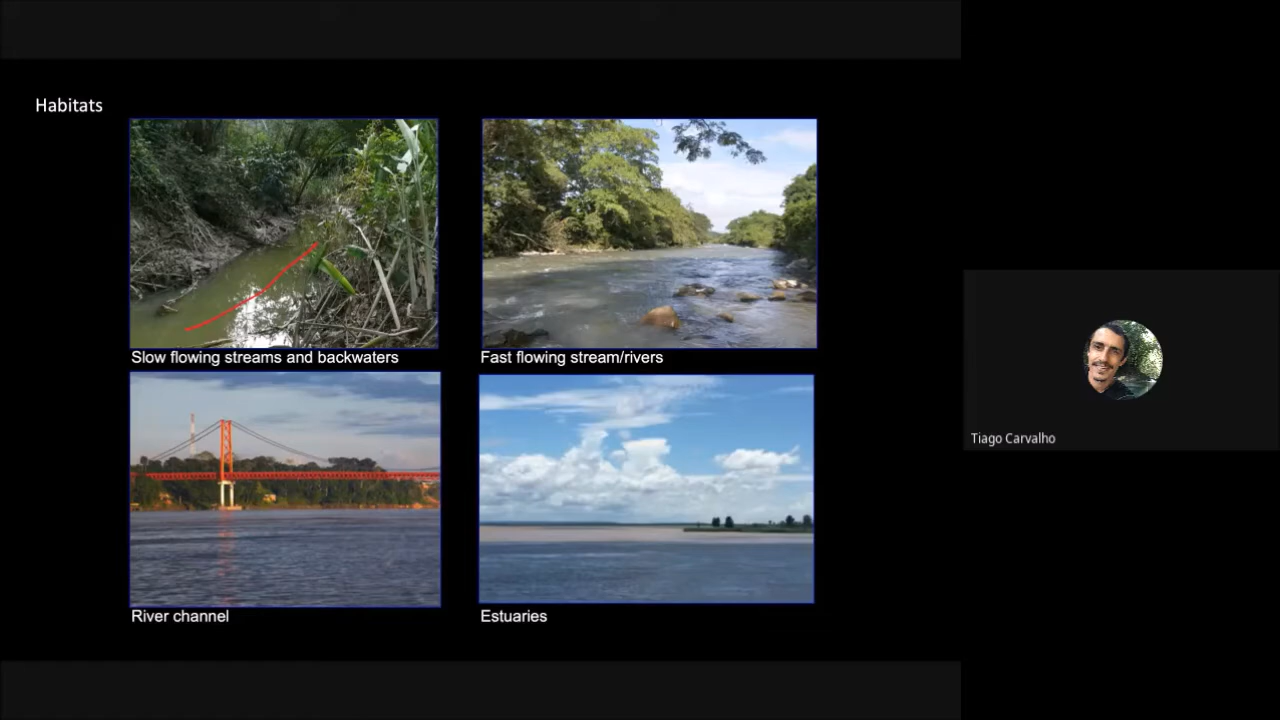 Habitats
Slow flowing streams and backwaters
Fast flowing stream/rivers
River channel
Estuaries
Tiago Carvalho